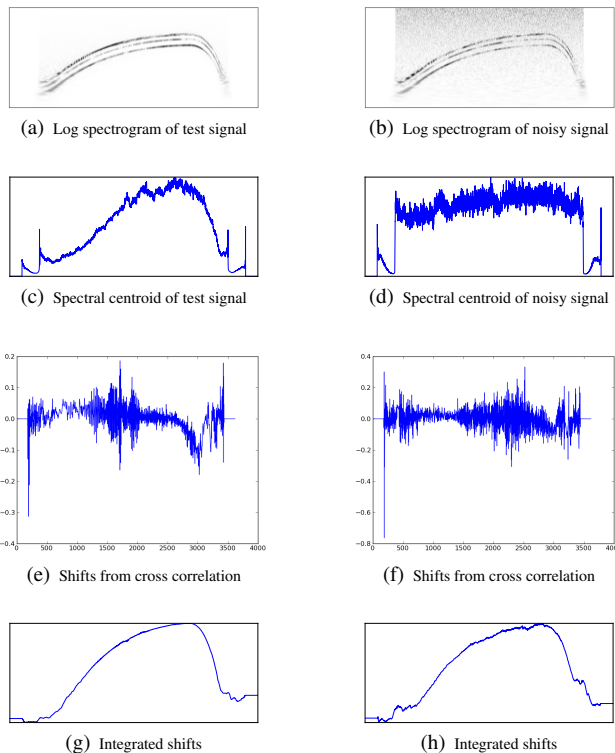 (a) Log spectrogram of test signal
(b) Log spectrogram of noisy signal
(c) Spectral centroid of test signal
(d) Spectral centroid of noisy signal
0.2
0.1
0.0
−0.1
−0.2
−0.3
−0.4
0 500 1000 1500 2000 2500 3000 3500 4000
(e) Shifts from cross correlation
0.4
0.2
0.0
−0.2
−0.4
−0.6
−0.8
0 500 1000 1500 2000 2500 3000 3500 4000
(f) Shifts from cross correlation
(g) Integrated shifts
(h) Integrated shifts